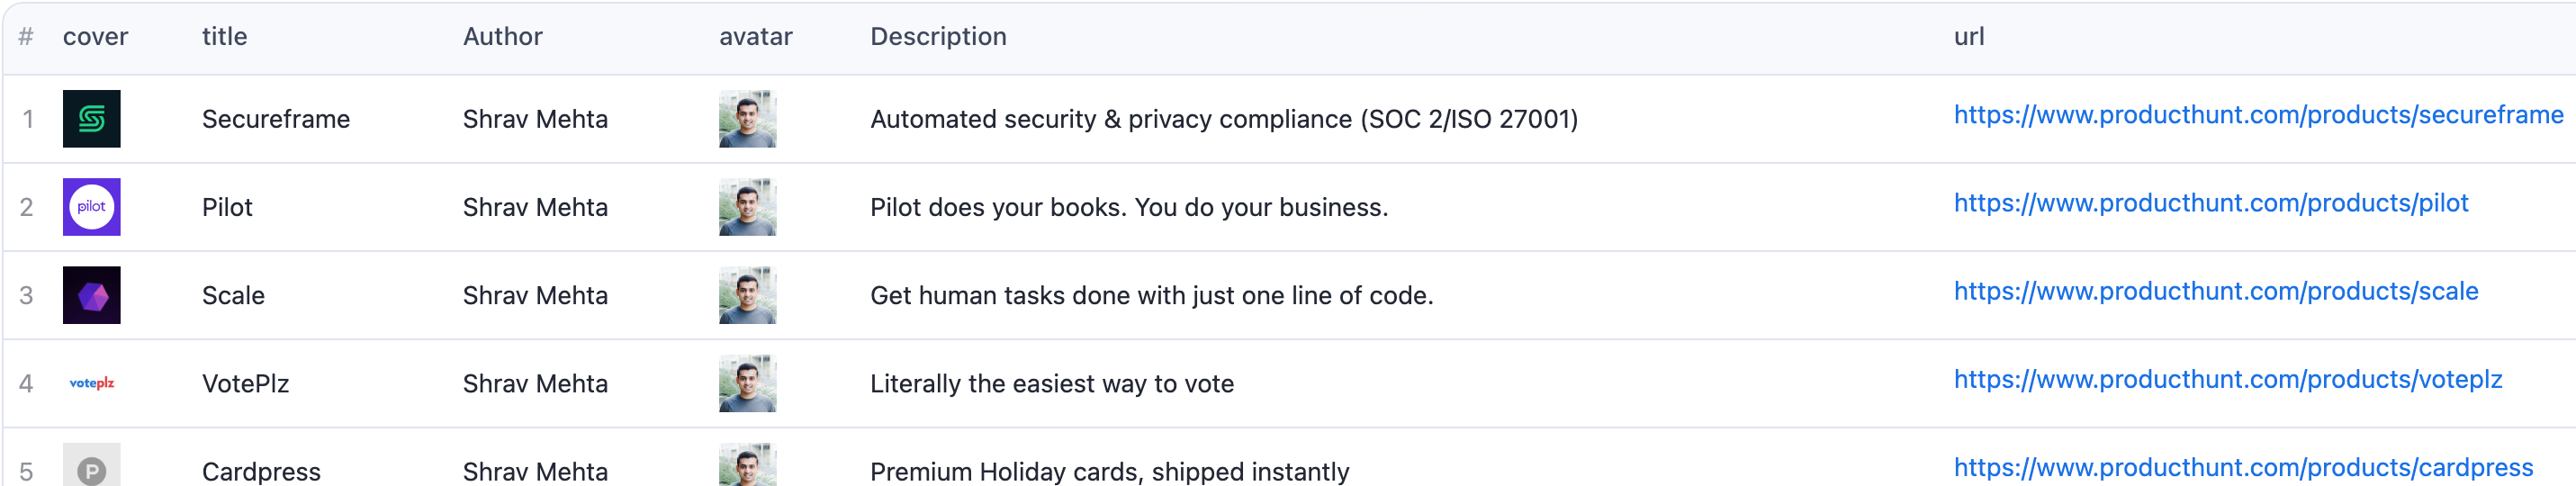 # cover title Author avatar Description url
1 Secureframe Shrav Mehta Automated security & privacy compliance (SOC 2/ISO 27001) https://www.producthunt.com/products/secureframe
2 pilot Pilot Shrav Mehta Pilot does your books. You do your business. https://www.producthunt.com/products/pilot
3 Scale Shrav Mehta Get human tasks done with just one line of code. https://www.producthunt.com/products/scale
4 voteplz VotePlz Shrav Mehta Literally the easiest way to vote https://www.producthunt.com/products/voteplz
5 P Cardpress Shrav Mehta Premium Holiday cards, shipped instantly https://www.producthunt.com/products/cardpress